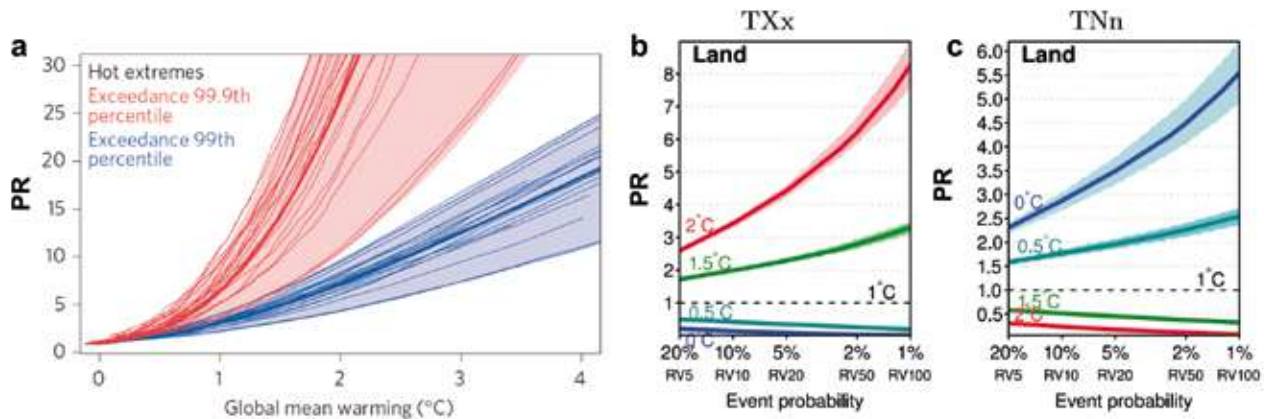 a
30
25
20
15
10
5
0
PR
Hot extremes
Exceedance 99.9th
percentile
Exceedance 99th
percentile
0 1 2 3 4
Global mean warming (°C)
TXx
b
Land
8
7
6
5
4
3
2
1
PR
2°C
1.5°C
1°C
0.5°C
0°C
20% 10% 5% 2% 1%
RV5 RV10 RV20 RV50 RV100
Event probability
TNn
c
Land
6.0
5.5
5.0
4.5
4.0
3.5
3.0
2.5
2.0
1.5
1.0
0.5
PR
0°C
0.5°C
1°C
1.5°C
2°C
20% 10% 5% 2% 1%
RV5 RV10 RV20 RV50 RV100
Event probability